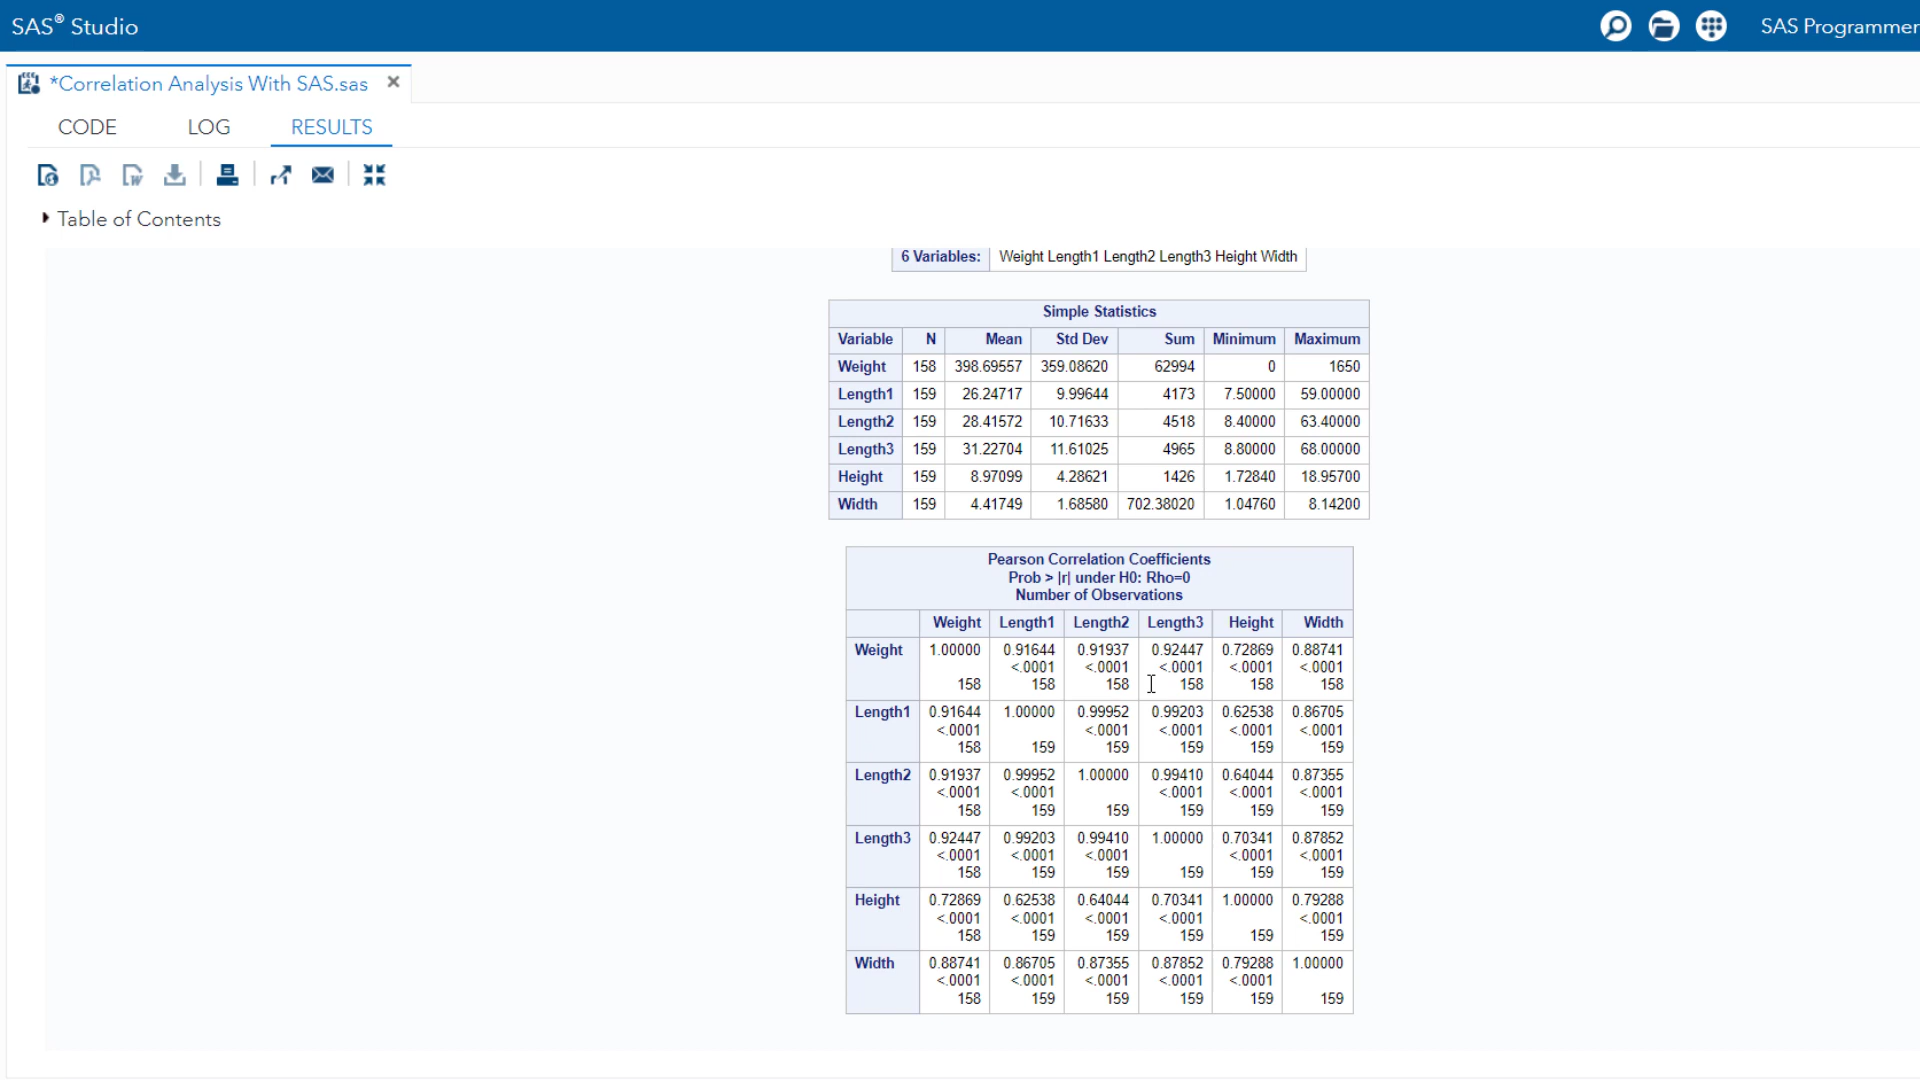 SAS® Studio
SAS Programmer
*Correlation Analysis With SAS.sas
CODE LOG RESULTS
Table of Contents
6 Variables: Weight Length1 Length2 Length3 Height Width
Simple Statistics
Variable N Mean Std Dev Sum Minimum Maximum
Weight 158 398.69557 359.08620 62994 0 1650
Length1 159 26.24717 9.99644 4173 7.50000 59.00000
Length2 159 28.41572 10.71633 4518 8.40000 63.40000
Length3 159 31.22704 11.61025 4965 8.80000 68.00000
Height 159 8.97099 4.28621 1426 1.72840 18.95700
Width 159 4.41749 1.68580 702.38020 1.04760 8.14200
Pearson Correlation Coefficients
Prob > |r| under H0: Rho=0
Number of Observations
Weight Length1 Length2 Length3 Height Width
Weight 1.00000 0.91644 0.91937 0.92447 0.72869 0.88741
<.0001 <.0001 <.0001 <.0001 <.0001
158 158 158 158 158 158
Length1 0.91644 1.00000 0.99952 0.99203 0.62538 0.86705
<.0001 <.0001 <.0001 <.0001 <.0001
158 159 159 159 159 159
Length2 0.91937 0.99952 1.00000 0.99410 0.64044 0.87355
<.0001 <.0001 <.0001 <.0001 <.0001
158 159 159 159 159 159
Length3 0.92447 0.99203 0.99410 1.00000 0.70341 0.87852
<.0001 <.0001 <.0001 <.0001 <.0001
158 159 159 159 159 159
Height 0.72869 0.62538 0.64044 0.70341 1.00000 0.79288
<.0001 <.0001 <.0001 <.0001 <.0001
158 159 159 159 159 159
Width 0.88741 0.86705 0.87355 0.87852 0.79288 1.00000
<.0001 <.0001 <.0001 <.0001 <.0001
158 159 159 159 159 159